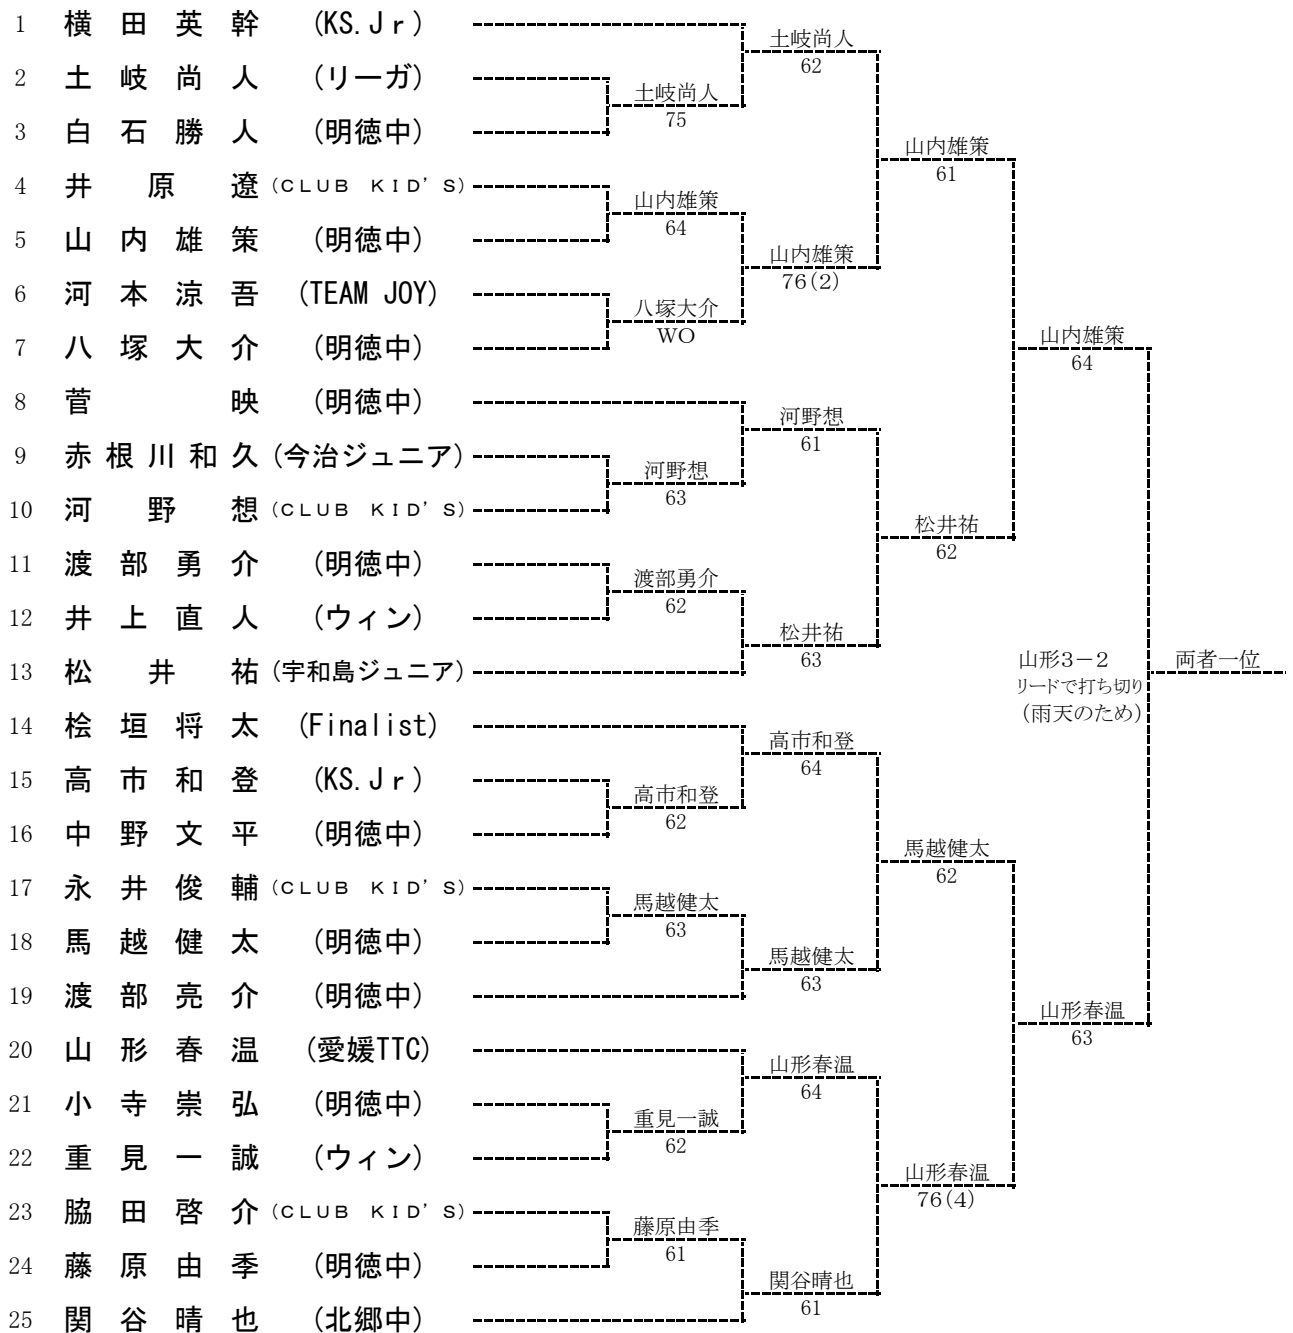 1 横田英幹 (KS.Jr)
2 土岐尚人 (リーガ)
3 白石勝人 (明徳中)
4 井原遼 (CLUB KID'S)
5 山内雄策 (明徳中)
6 河本涼吾 (TEAM JOY)
7 八塚大介 (明徳中)
8 菅映 (明徳中)
9 赤根川和久 (今治ジュニア)
10 河野想 (CLUB KID'S)
11 渡部勇介 (明徳中)
12 井上直人 (ウィン)
13 松井祐 (宇和島ジュニア)
14 桧垣将太 (Finalist)
15 高市和登 (KS.Jr)
16 中野文平 (明徳中)
17 永井俊輔 (CLUB KID'S)
18 馬越健太 (明徳中)
19 渡部亮介 (明徳中)
20 山形春温 (愛媛TTC)
21 小寺崇弘 (明徳中)
22 重見一誠 (ウィン)
23 脇田啓介 (CLUB KID'S)
24 藤原由季 (明徳中)
25 関谷晴也 (北郷中)
土岐尚人
75
山内雄策
64
八塚大介
WO
河野想
63
渡部勇介
62
高市和登
62
馬越健太
63
重見一誠
62
藤原由季
61
土岐尚人
62
山内雄策
76(2)
河野想
61
松井祐
63
高市和登
64
馬越健太
63
山形春温
64
関谷晴也
61
山内雄策
61
松井祐
62
馬越健太
62
山形春温
76(4)
山内雄策
64
山形春温
63
山形3-2
リードで打ち切り
(雨天のため)
両者一位